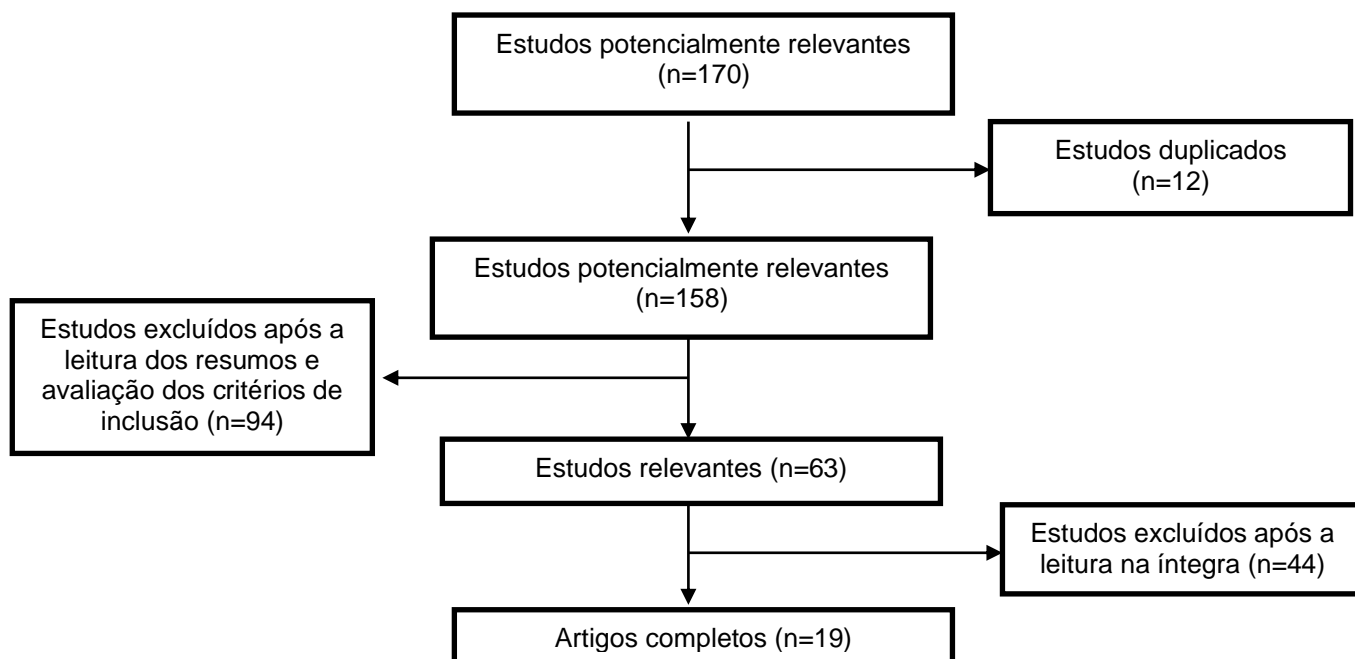 Estudos potencialmente relevantes
(n=170)
Estudos duplicados
(n=12)
Estudos potencialmente relevantes
(n=158)
Estudos excluídos após a
leitura dos resumos e
avaliação dos critérios de
inclusão (n=94)
Estudos relevantes (n=63)
Estudos excluídos após a
leitura na íntegra (n=44)
Artigos completos (n=19)